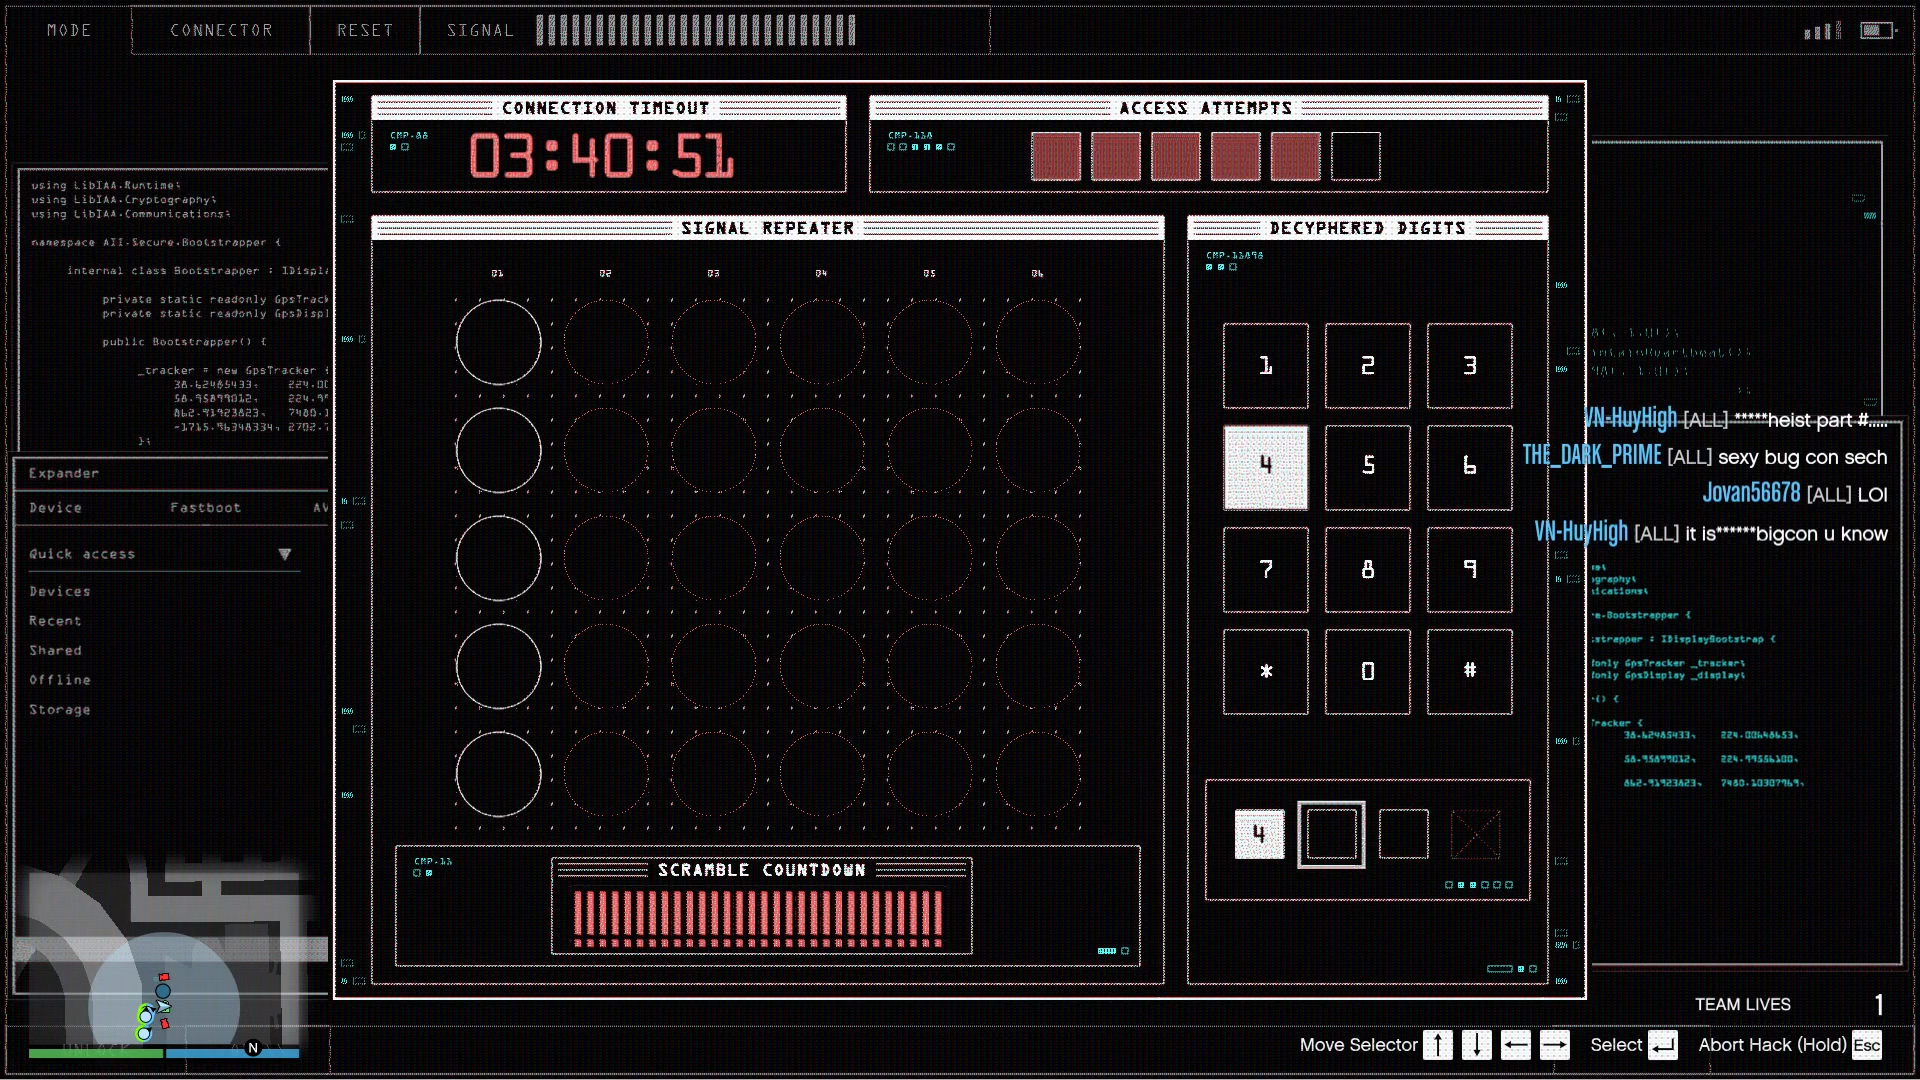 MODE
CONNECTOR
RESET
SIGNAL
CONNECTION TIMEOUT
03:40:51
ACCESS ATTEMPTS
SIGNAL REPEATER
01 02 03 04 05 06
DECYPHERED DIGITS
1 2 3
4 5 6
7 8 9
* 0 #
4
SCRAMBLE COUNTDOWN
using LibIAA.Runtime;
using LibIAA.Cryptography;
using LibIAA.Communications;
namespace AII.Secure.Bootstrapper {
internal class Bootstrapper : IDispla
private static readonly GpsTrack
private static readonly GpsDispl
public Bootstrapper() {
_tracker = new GpsTracker {
Expander
Device Fastboot AV
Quick access
Devices
Recent
Shared
Offline
Storage
VN-HuyHigh [ALL] *****heist part #.....
THE_DARK_PRIME [ALL] sexy bug con sech
Jovan56678 [ALL] LOl
VN-HuyHigh [ALL] it is******bigcon u know
N
TEAM LIVES 1
Move Selector ↑ ↓ ← → Select Abort Hack (Hold) Esc